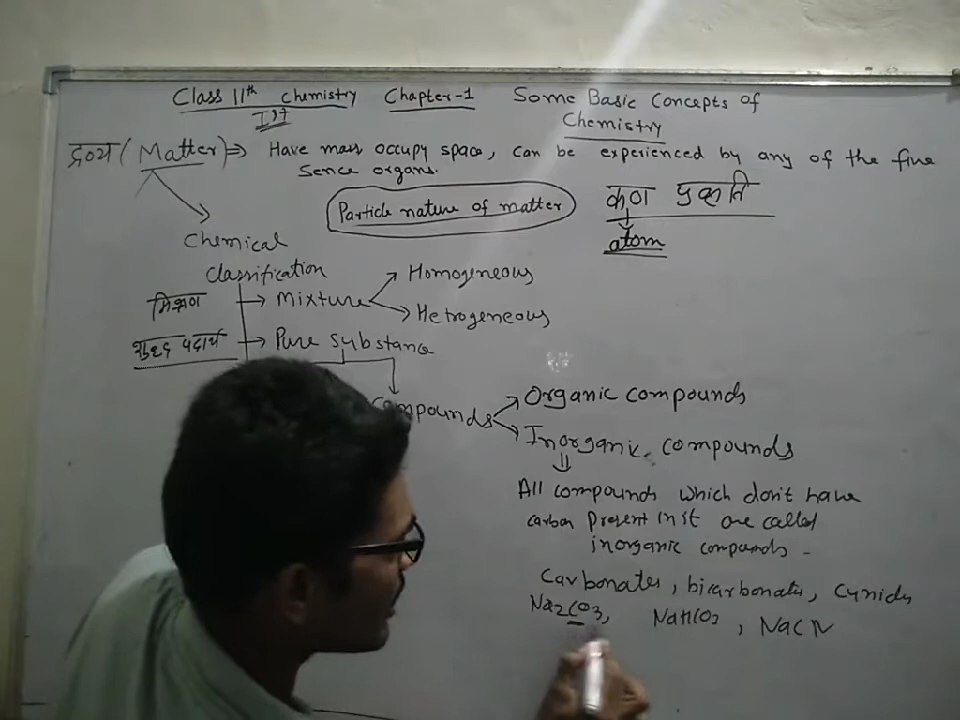 Class 11th Chemistry Chapter-1 Some Basic Concepts of
Chemistry
द्रव्य (Matter) ⇒ Have mass occupy space, can be experienced by any of the five
sence organs.
Particle nature of matter
कण प्रकृति
atom
Chemical
classification
मिश्रण → Mixture
Homogeneous
Hetrogeneous
शुद्ध पदार्थ → Pure substance
compounds
Organic compounds
Inorganic compounds
All compounds which don't have
carbon present in it are called
inorganic compounds -
Carbonates, bicarbonates, Cynides
Na2CO3, NaHCO3, NaCN